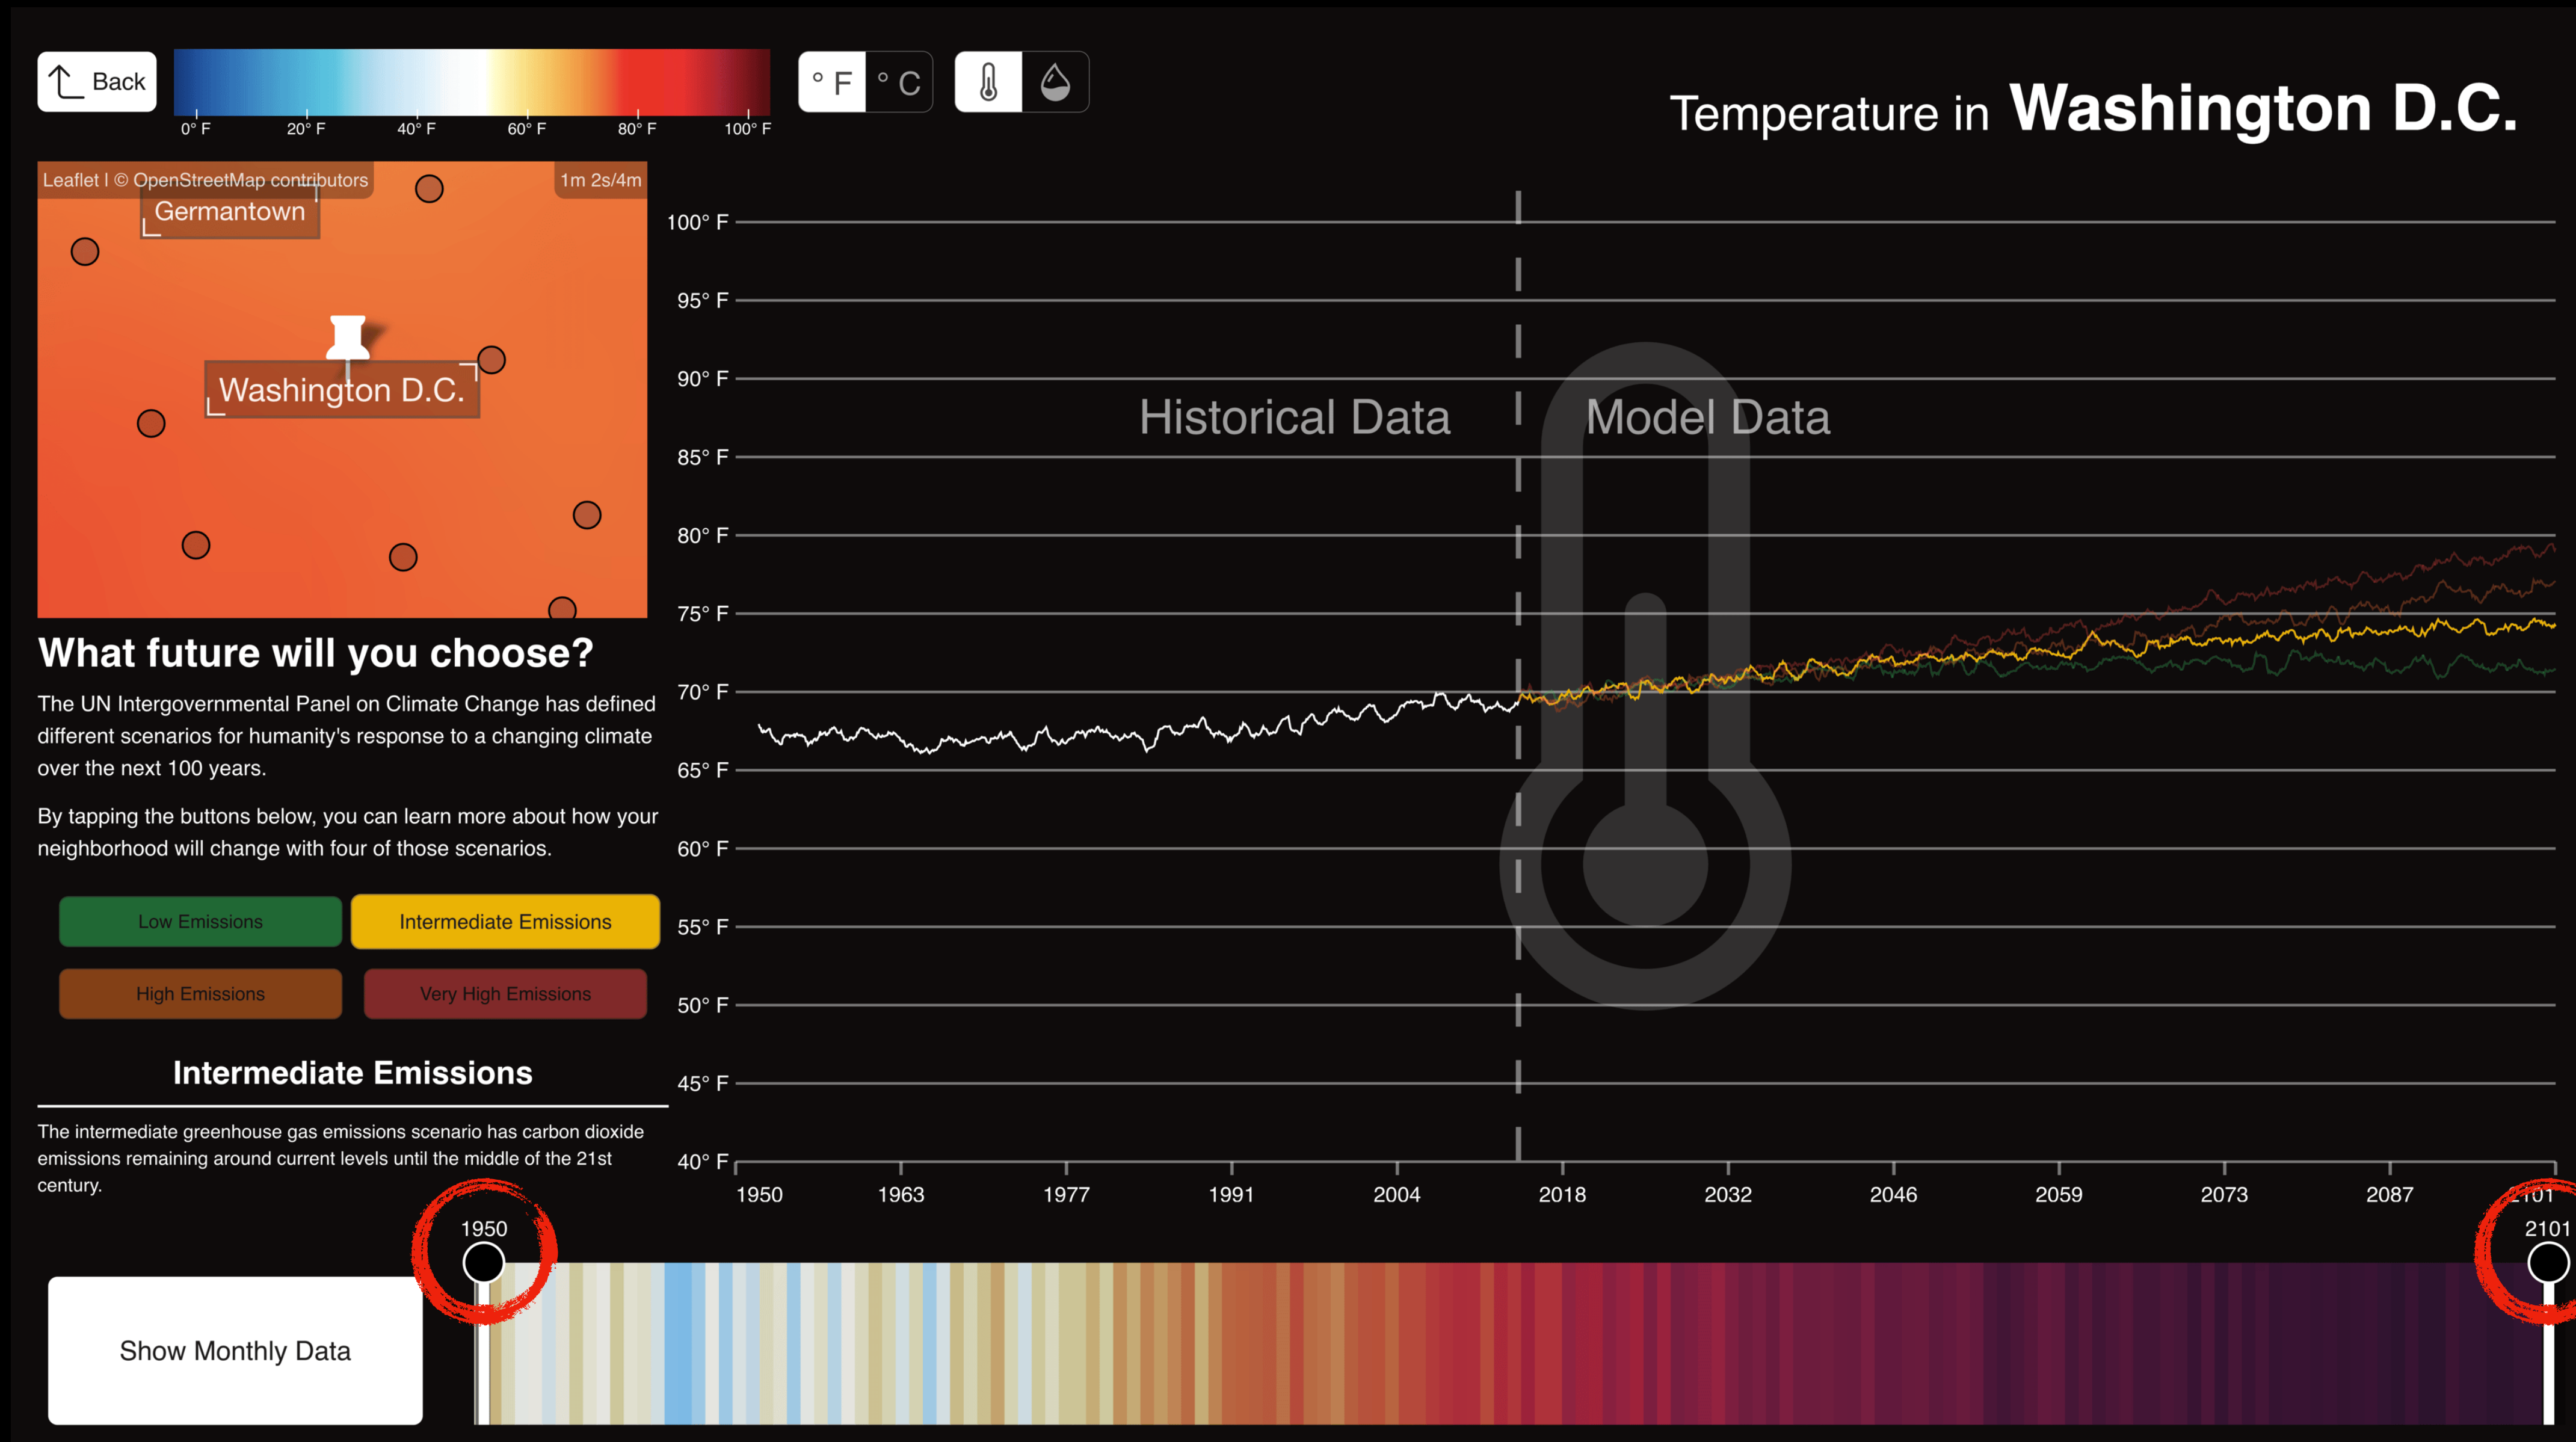 Back
0° F 20° F 40° F 60° F 80° F 100° F
° F ° C
Temperature in Washington D.C.
Leaflet | © OpenStreetMap contributors
1m 2s/4m
Germantown
Washington D.C.
What future will you choose?
The UN Intergovernmental Panel on Climate Change has defined
different scenarios for humanity's response to a changing climate
over the next 100 years.
By tapping the buttons below, you can learn more about how your
neighborhood will change with four of those scenarios.
Low Emissions
Intermediate Emissions
High Emissions
Very High Emissions
Intermediate Emissions
The intermediate greenhouse gas emissions scenario has carbon dioxide
emissions remaining around current levels until the middle of the 21st
century.
100° F
95° F
90° F
Historical Data
Model Data
85° F
80° F
75° F
70° F
65° F
60° F
55° F
50° F
45° F
40° F
1950 1963 1977 1991 2004 2018 2032 2046 2059 2073 2087 2101
1950
2101
Show Monthly Data